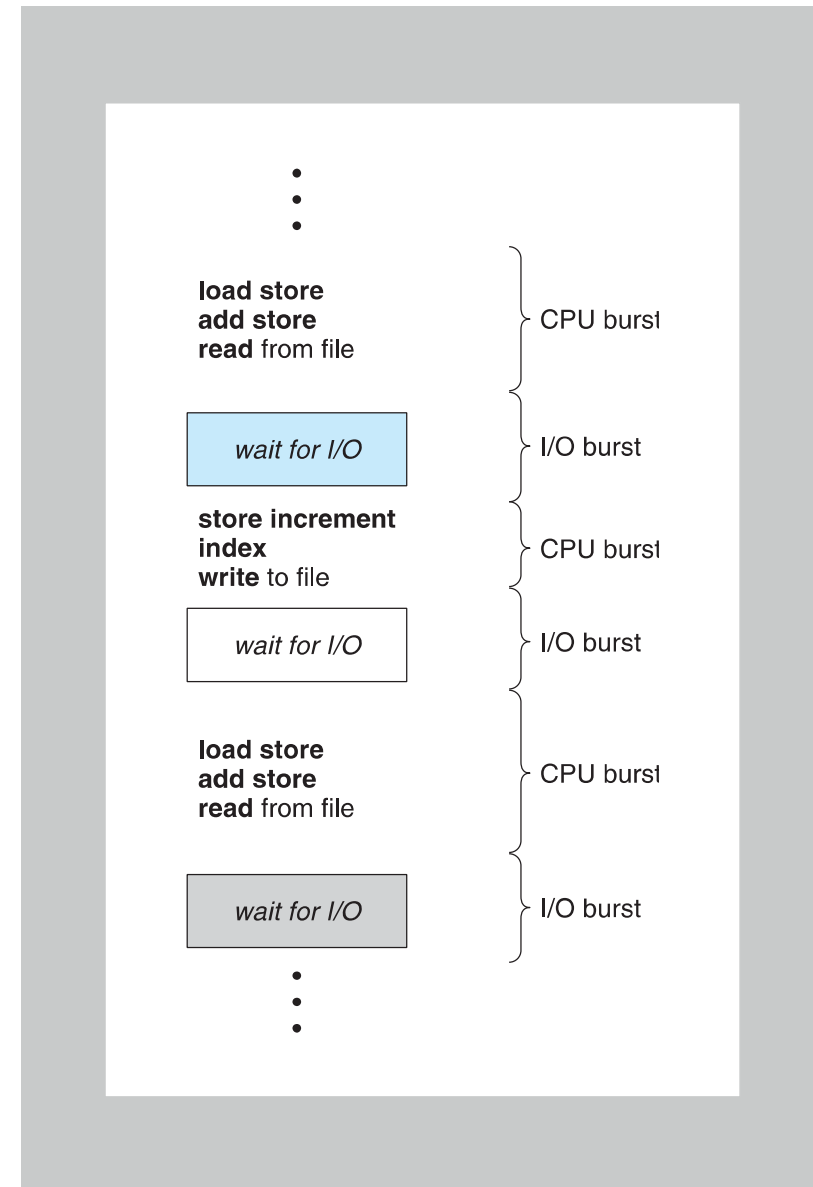 load store
add store
read from file
CPU burst
wait for I/O
I/O burst
store increment
index
write to file
CPU burst
wait for I/O
I/O burst
load store
add store
read from file
CPU burst
wait for I/O
I/O burst